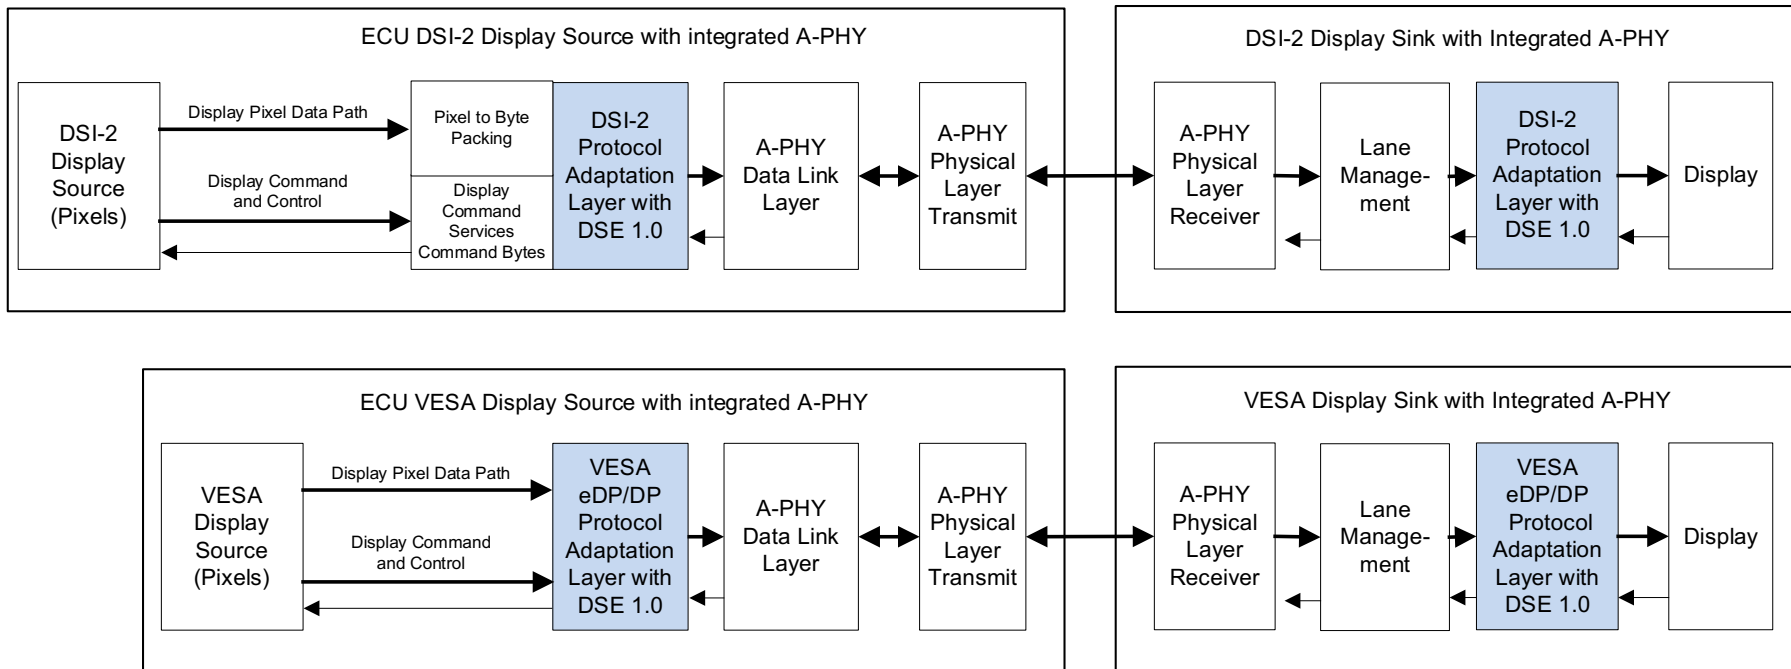 ECU DSI-2 Display Source with integrated A-PHY
DSI-2
Display
Source
(Pixels)
Display Pixel Data Path
Display Command
and Control
Pixel to Byte
Packing
Display
Command
Services
Command Bytes
DSI-2
Protocol
Adaptation
Layer with
DSE 1.0
A-PHY
Data Link
Layer
A-PHY
Physical
Layer
Transmit
DSI-2 Display Sink with Integrated A-PHY
A-PHY
Physical
Layer
Receiver
Lane
Manage-
ment
DSI-2
Protocol
Adaptation
Layer with
DSE 1.0
Display
ECU VESA Display Source with integrated A-PHY
VESA
Display
Source
(Pixels)
Display Pixel Data Path
Display Command
and Control
VESA
eDP/DP
Protocol
Adaptation
Layer with
DSE 1.0
A-PHY
Data Link
Layer
A-PHY
Physical
Layer
Transmit
VESA Display Sink with Integrated A-PHY
A-PHY
Physical
Layer
Receiver
Lane
Manage-
ment
VESA
eDP/DP
Protocol
Adaptation
Layer with
DSE 1.0
Display